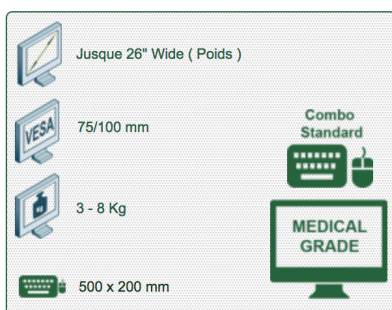 Jusque 26" Wide ( Poids )
VESA
75/100 mm
3 - 8 Kg
500 x 200 mm
Combo
Standard
MEDICAL
GRADE